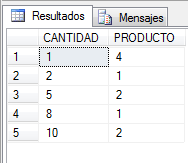 Resultados Mensajes
CANTIDAD PRODUCTO
1 1 4
2 2 1
3 5 2
4 8 1
5 10 2